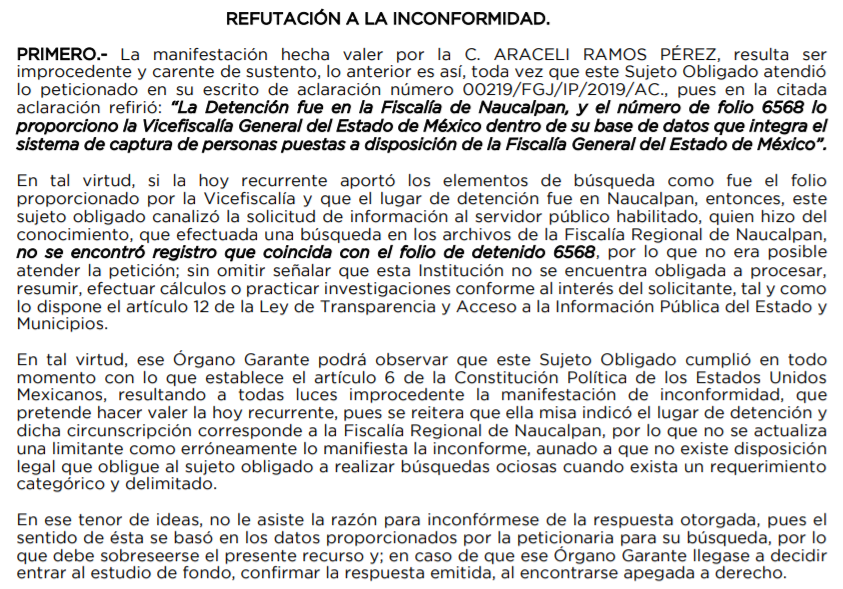 REFUTACIÓN A LA INCONFORMIDAD.
PRIMERO.- La manifestación hecha valer por la C. ARACELI RAMOS PÉREZ, resulta ser
improcedente y carente de sustento, lo anterior es así, toda vez que este Sujeto Obligado atendió
lo peticionado en su escrito de aclaración número 00219/FGJ/IP/2019/AC., pues en la citada
aclaración refirió: “La Detención fue en la Fiscalía de Naucalpan, y el número de folio 6568 lo
proporciono la Vicefiscalía General del Estado de México dentro de su base de datos que integra el
sistema de captura de personas puestas a disposición de la Fiscalía General del Estado de México”.
En tal virtud, si la hoy recurrente aportó los elementos de búsqueda como fue el folio
proporcionado por la Vicefiscalía y que el lugar de detención fue en Naucalpan, entonces, este
sujeto obligado canalizó la solicitud de información al servidor público habilitado, quien hizo del
conocimiento, que efectuada una búsqueda en los archivos de la Fiscalía Regional de Naucalpan,
no se encontró registro que coincida con el folio de detenido 6568, por lo que no era posible
atender la petición; sin omitir señalar que esta Institución no se encuentra obligada a procesar,
resumir, efectuar cálculos o practicar investigaciones conforme al interés del solicitante, tal y como
lo dispone el artículo 12 de la Ley de Transparencia y Acceso a la Información Pública del Estado y
Municipios.
En tal virtud, ese Órgano Garante podrá observar que este Sujeto Obligado cumplió en todo
momento con lo que establece el artículo 6 de la Constitución Política de los Estados Unidos
Mexicanos, resultando a todas luces improcedente la manifestación de inconformidad, que
pretende hacer valer la hoy recurrente, pues se reitera que ella misa indicó el lugar de detención y
dicha circunscripción corresponde a la Fiscalía Regional de Naucalpan, por lo que no se actualiza
una limitante como erróneamente lo manifiesta la inconforme, aunado a que no existe disposición
legal que obligue al sujeto obligado a realizar búsquedas ociosas cuando exista un requerimiento
categórico y delimitado.
En ese tenor de ideas, no le asiste la razón para inconfórmese de la respuesta otorgada, pues el
sentido de ésta se basó en los datos proporcionados por la peticionaria para su búsqueda, por lo
que debe sobreseerse el presente recurso y; en caso de que ese Órgano Garante llegase a decidir
entrar al estudio de fondo, confirmar la respuesta emitida, al encontrarse apegada a derecho.